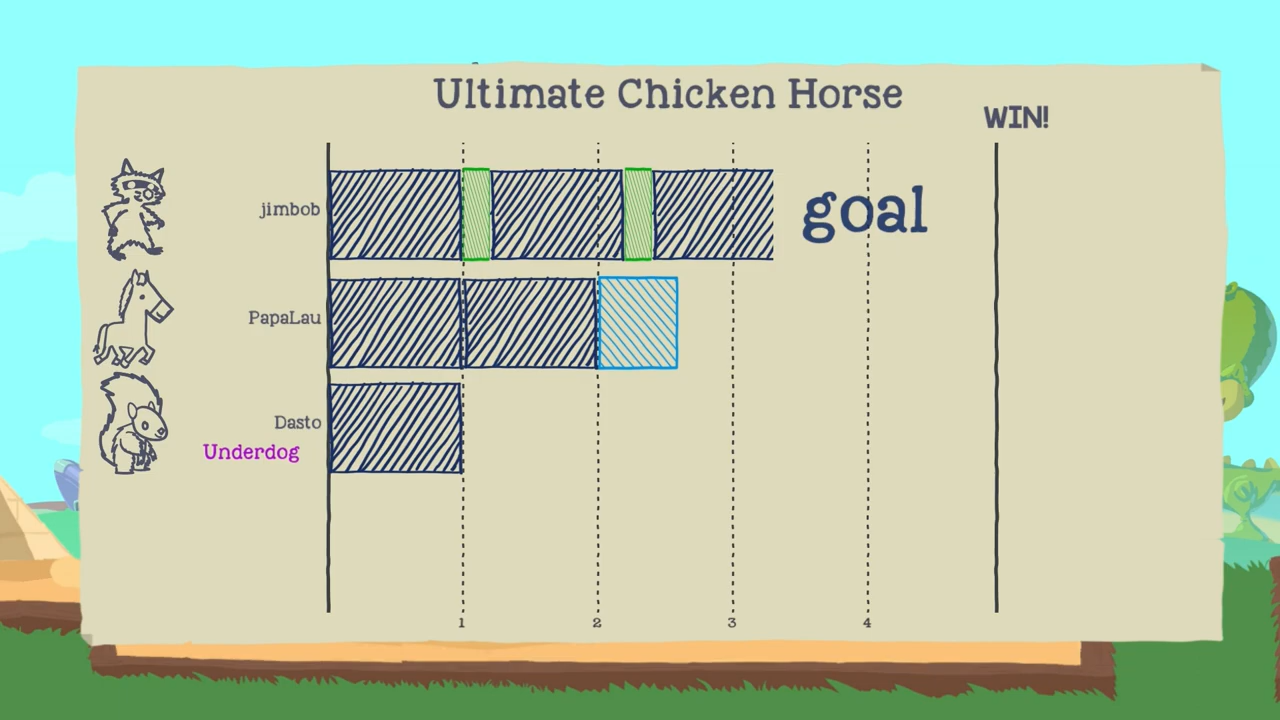 Ultimate Chicken Horse
WIN!
jimbob
goal
PapaLau
Dasto
Underdog
1 2 3 4